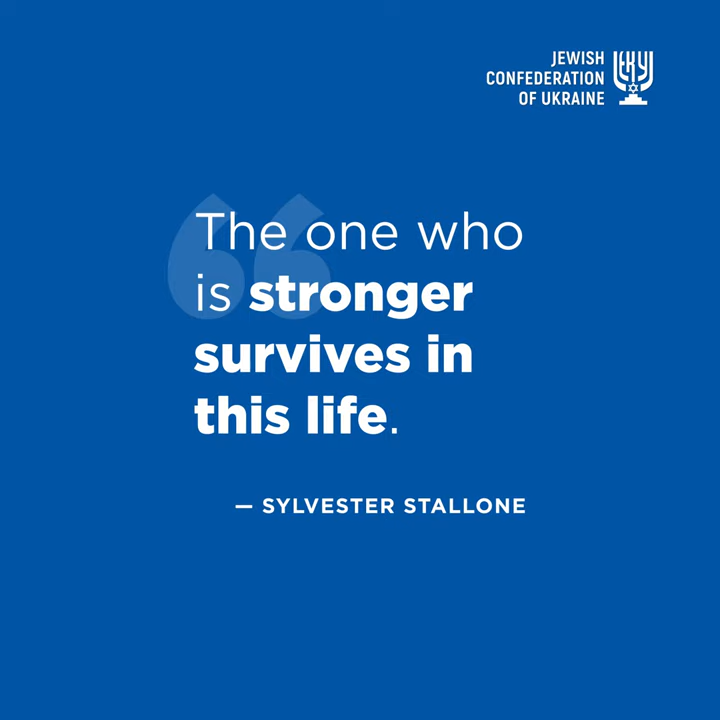 JEWISH
CONFEDERATION
OF UKRAINE
The one who
is stronger
survives in
this life.
— SYLVESTER STALLONE